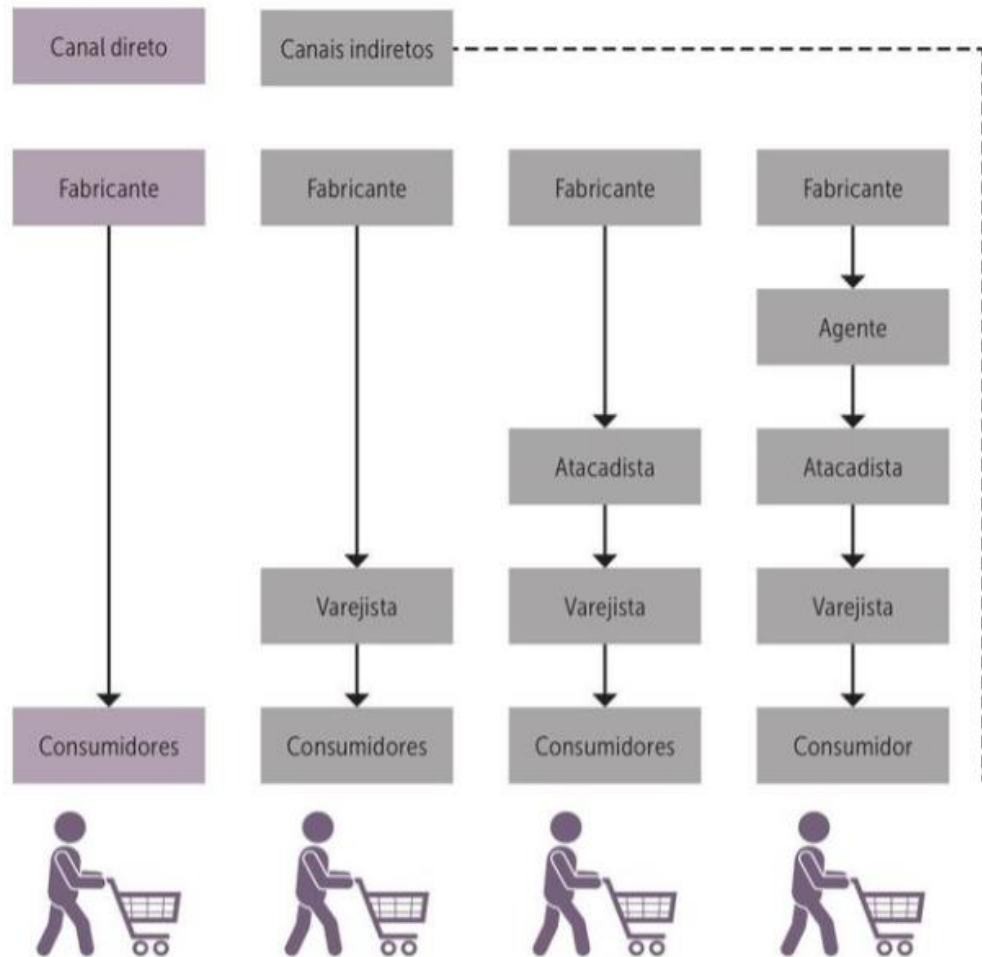 Canal direto
Canais indiretos
Fabricante
Fabricante
Fabricante
Fabricante
Agente
Atacadista
Atacadista
Varejista
Varejista
Varejista
Consumidores
Consumidores
Consumidores
Consumidor